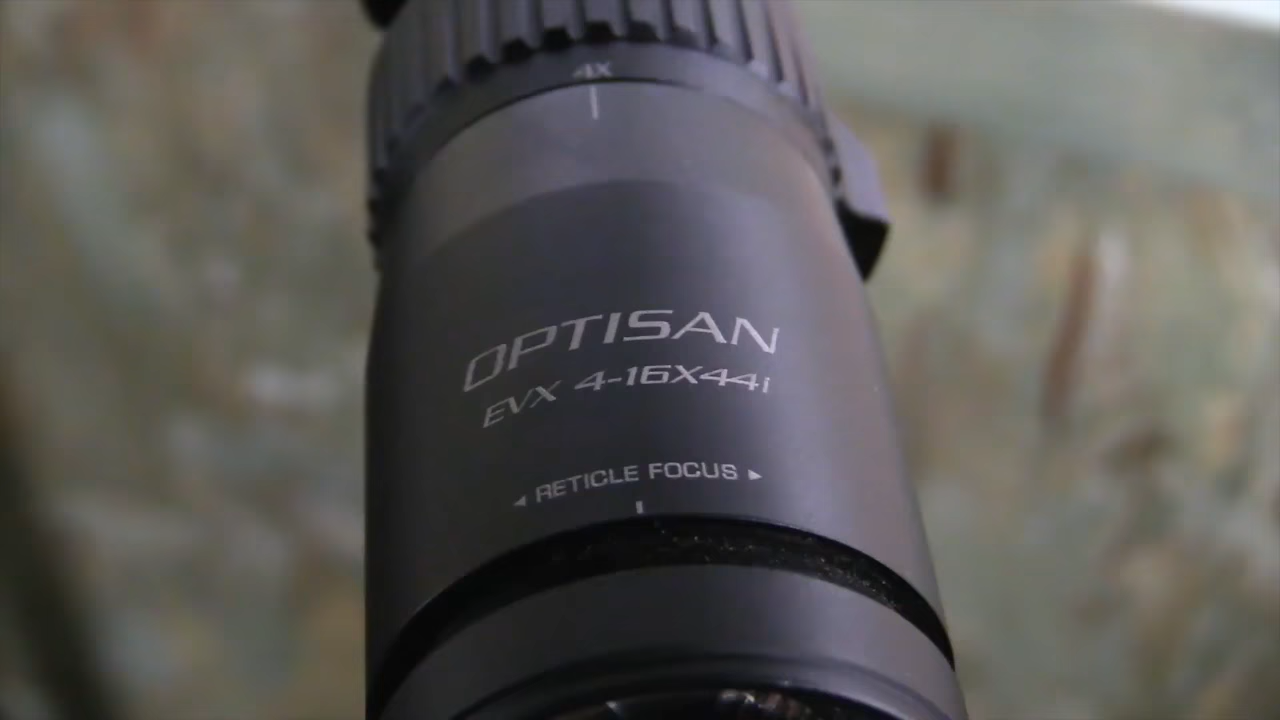 4X
OPTISAN
EVX 4-16X44i
◄ RETICLE FOCUS ►